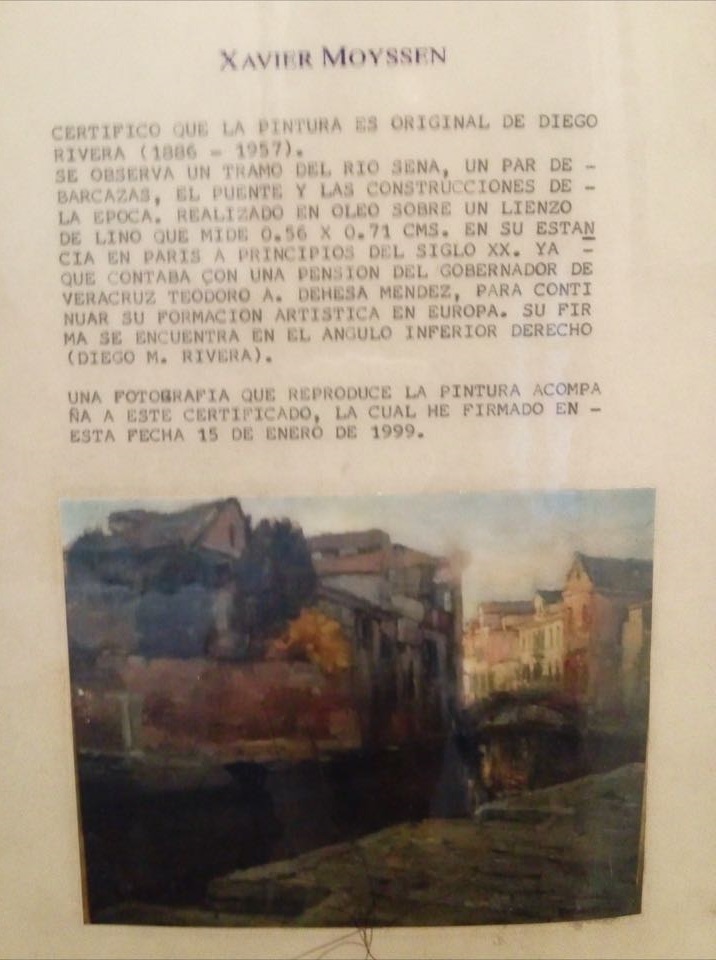 XAVIER MOYSSEN
CERTIFICO QUE LA PINTURA ES ORIGINAL DE DIEGO
RIVERA (1886 - 1957).
SE OBSERVA UN TRAMO DEL RIO SENA, UN PAR DE -
BARCAZAS, EL PUENTE Y LAS CONSTRUCCIONES DE -
LA EPOCA. REALIZADO EN OLEO SOBRE UN LIENZO
DE LINO QUE MIDE 0.56 X 0.71 CMS. EN SU ESTAN
CIA EN PARIS A PRINCIPIOS DEL SIGLO XX. YA -
QUE CONTABA CON UNA PENSION DEL GOBERNADOR DE
VERACRUZ TEODORO A. DEHESA MENDEZ, PARA CONTI
NUAR SU FORMACION ARTISTICA EN EUROPA. SU FIR
MA SE ENCUENTRA EN EL ANGULO INFERIOR DERECHO
(DIEGO M. RIVERA).
UNA FOTOGRAFIA QUE REPRODUCE LA PINTURA ACOMPA
ÑA A ESTE CERTIFICADO, LA CUAL HE FIRMADO EN -
ESTA FECHA 15 DE ENERO DE 1999.